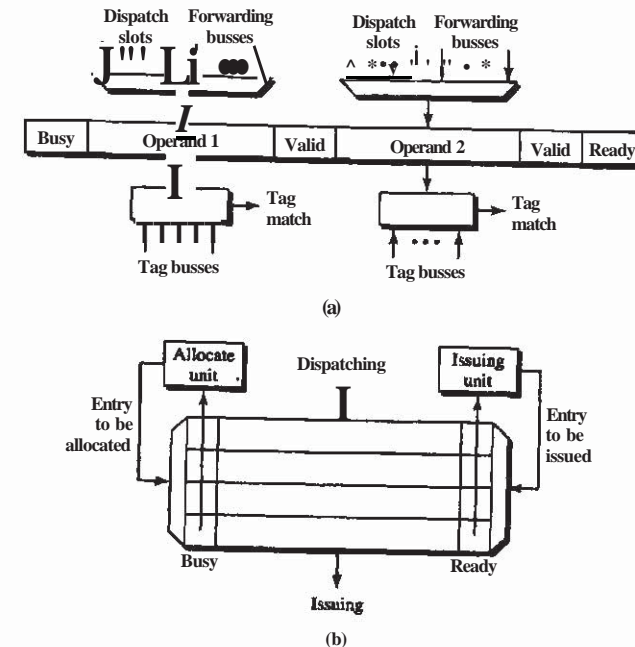 Dispatch slots
Forwarding busses
Dispatch slots
Forwarding busses
Busy
Operand 1
Valid
Operand 2
Valid
Ready
Tag match
Tag match
Tag busses
Tag busses
(a)
Allocate unit
Dispatching
Issuing unit
Entry to be allocated
Entry to be issued
Busy
Ready
Issuing
(b)